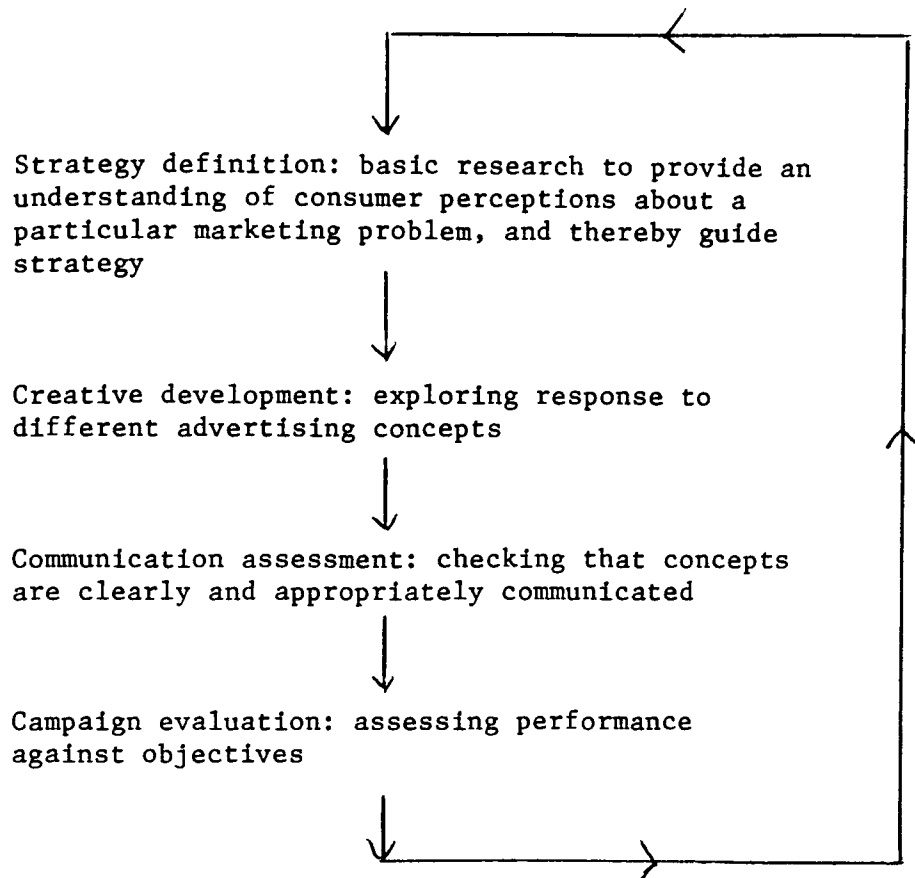 Strategy definition: basic research to provide an
understanding of consumer perceptions about a
particular marketing problem, and thereby guide
strategy
Creative development: exploring response to
different advertising concepts
Communication assessment: checking that concepts
are clearly and appropriately communicated
Campaign evaluation: assessing performance
against objectives